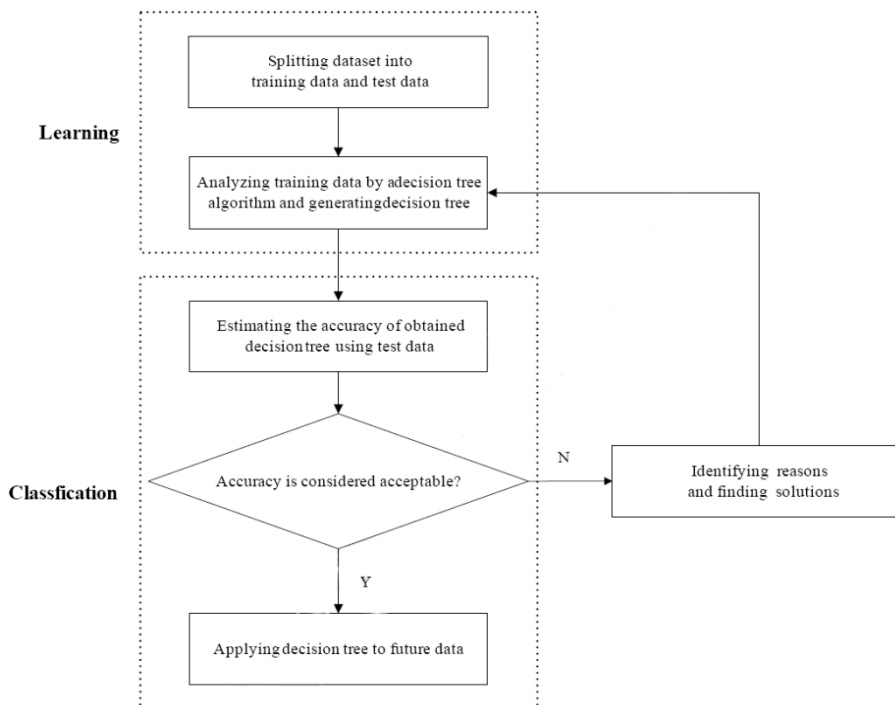 Splitting dataset into
training data and test data
Learning
Analyzing training data by adecision tree
algorithm and generatingdecision tree
Estimating the accuracy of obtained
decisiontree using test data
Accuracy is considered acceptable?
N
Identifying reasons
and finding solutions
Classfication
Y
Applying decision tree to future data